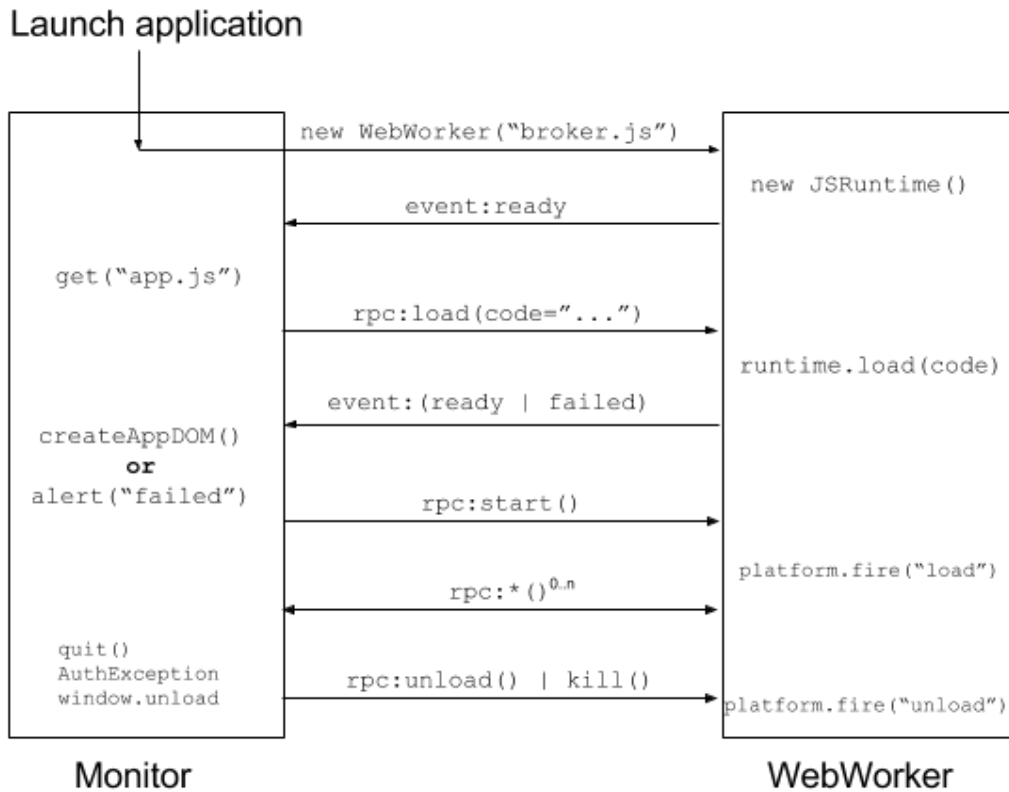 Launch application
new WebWorker(“broker.js”)
new JSRuntime()
event:ready
get(“app.js”)
rpc:load(code=”...”)
runtime.load(code)
event:(ready | failed)
createAppDOM()
or
alert(“failed”)
rpc:start()
platform.fire(“load”)
rpc:*()0..n
quit()
AuthException
window.unload
rpc:unload() | kill()
platform.fire(“unload”)
Monitor
WebWorker